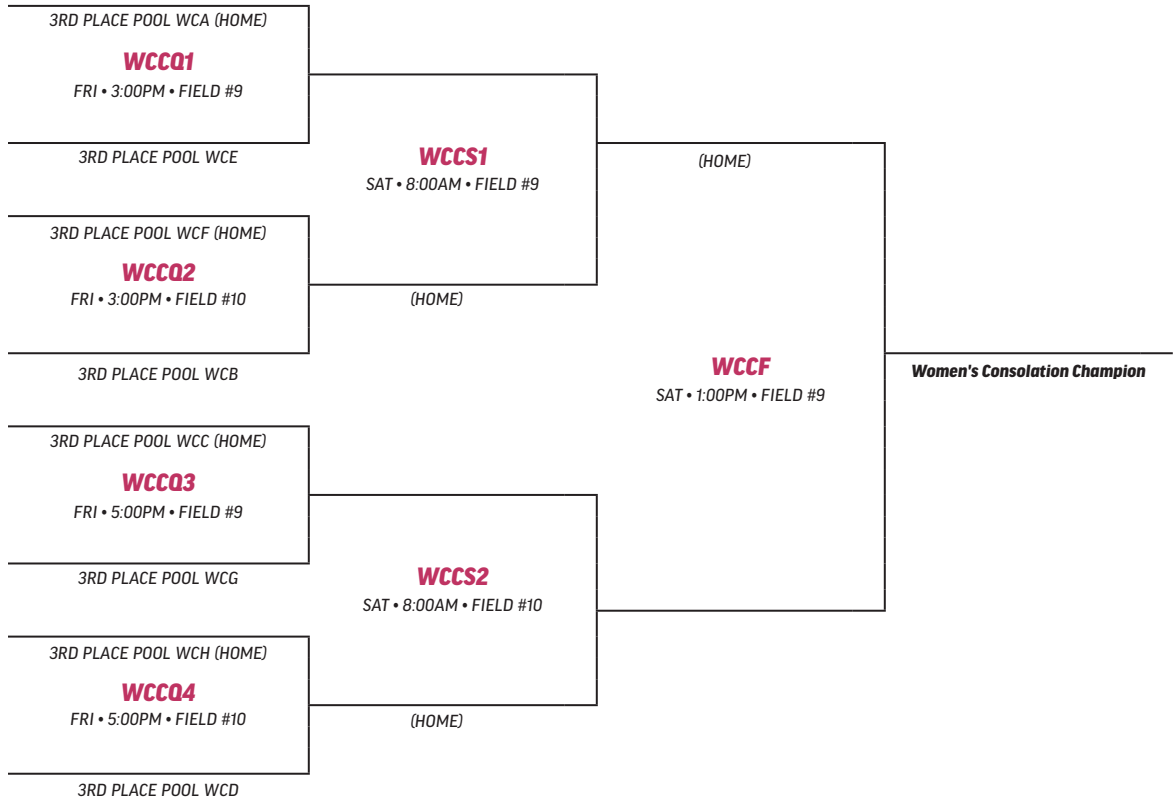 3RD PLACE POOL WCA (HOME)
WCCQ1
FRI • 3:00PM • FIELD #9
3RD PLACE POOL WCE
WCCS1
SAT • 8:00AM • FIELD #9
(HOME)
3RD PLACE POOL WCF (HOME)
WCCQ2
FRI • 3:00PM • FIELD #10
(HOME)
3RD PLACE POOL WCB
WCCF
SAT • 1:00PM • FIELD #9
Women's Consolation Champion
3RD PLACE POOL WCC (HOME)
WCCQ3
FRI • 5:00PM • FIELD #9
3RD PLACE POOL WCG
WCCS2
SAT • 8:00AM • FIELD #10
3RD PLACE POOL WCH (HOME)
WCCQ4
FRI • 5:00PM • FIELD #10
(HOME)
3RD PLACE POOL WCD